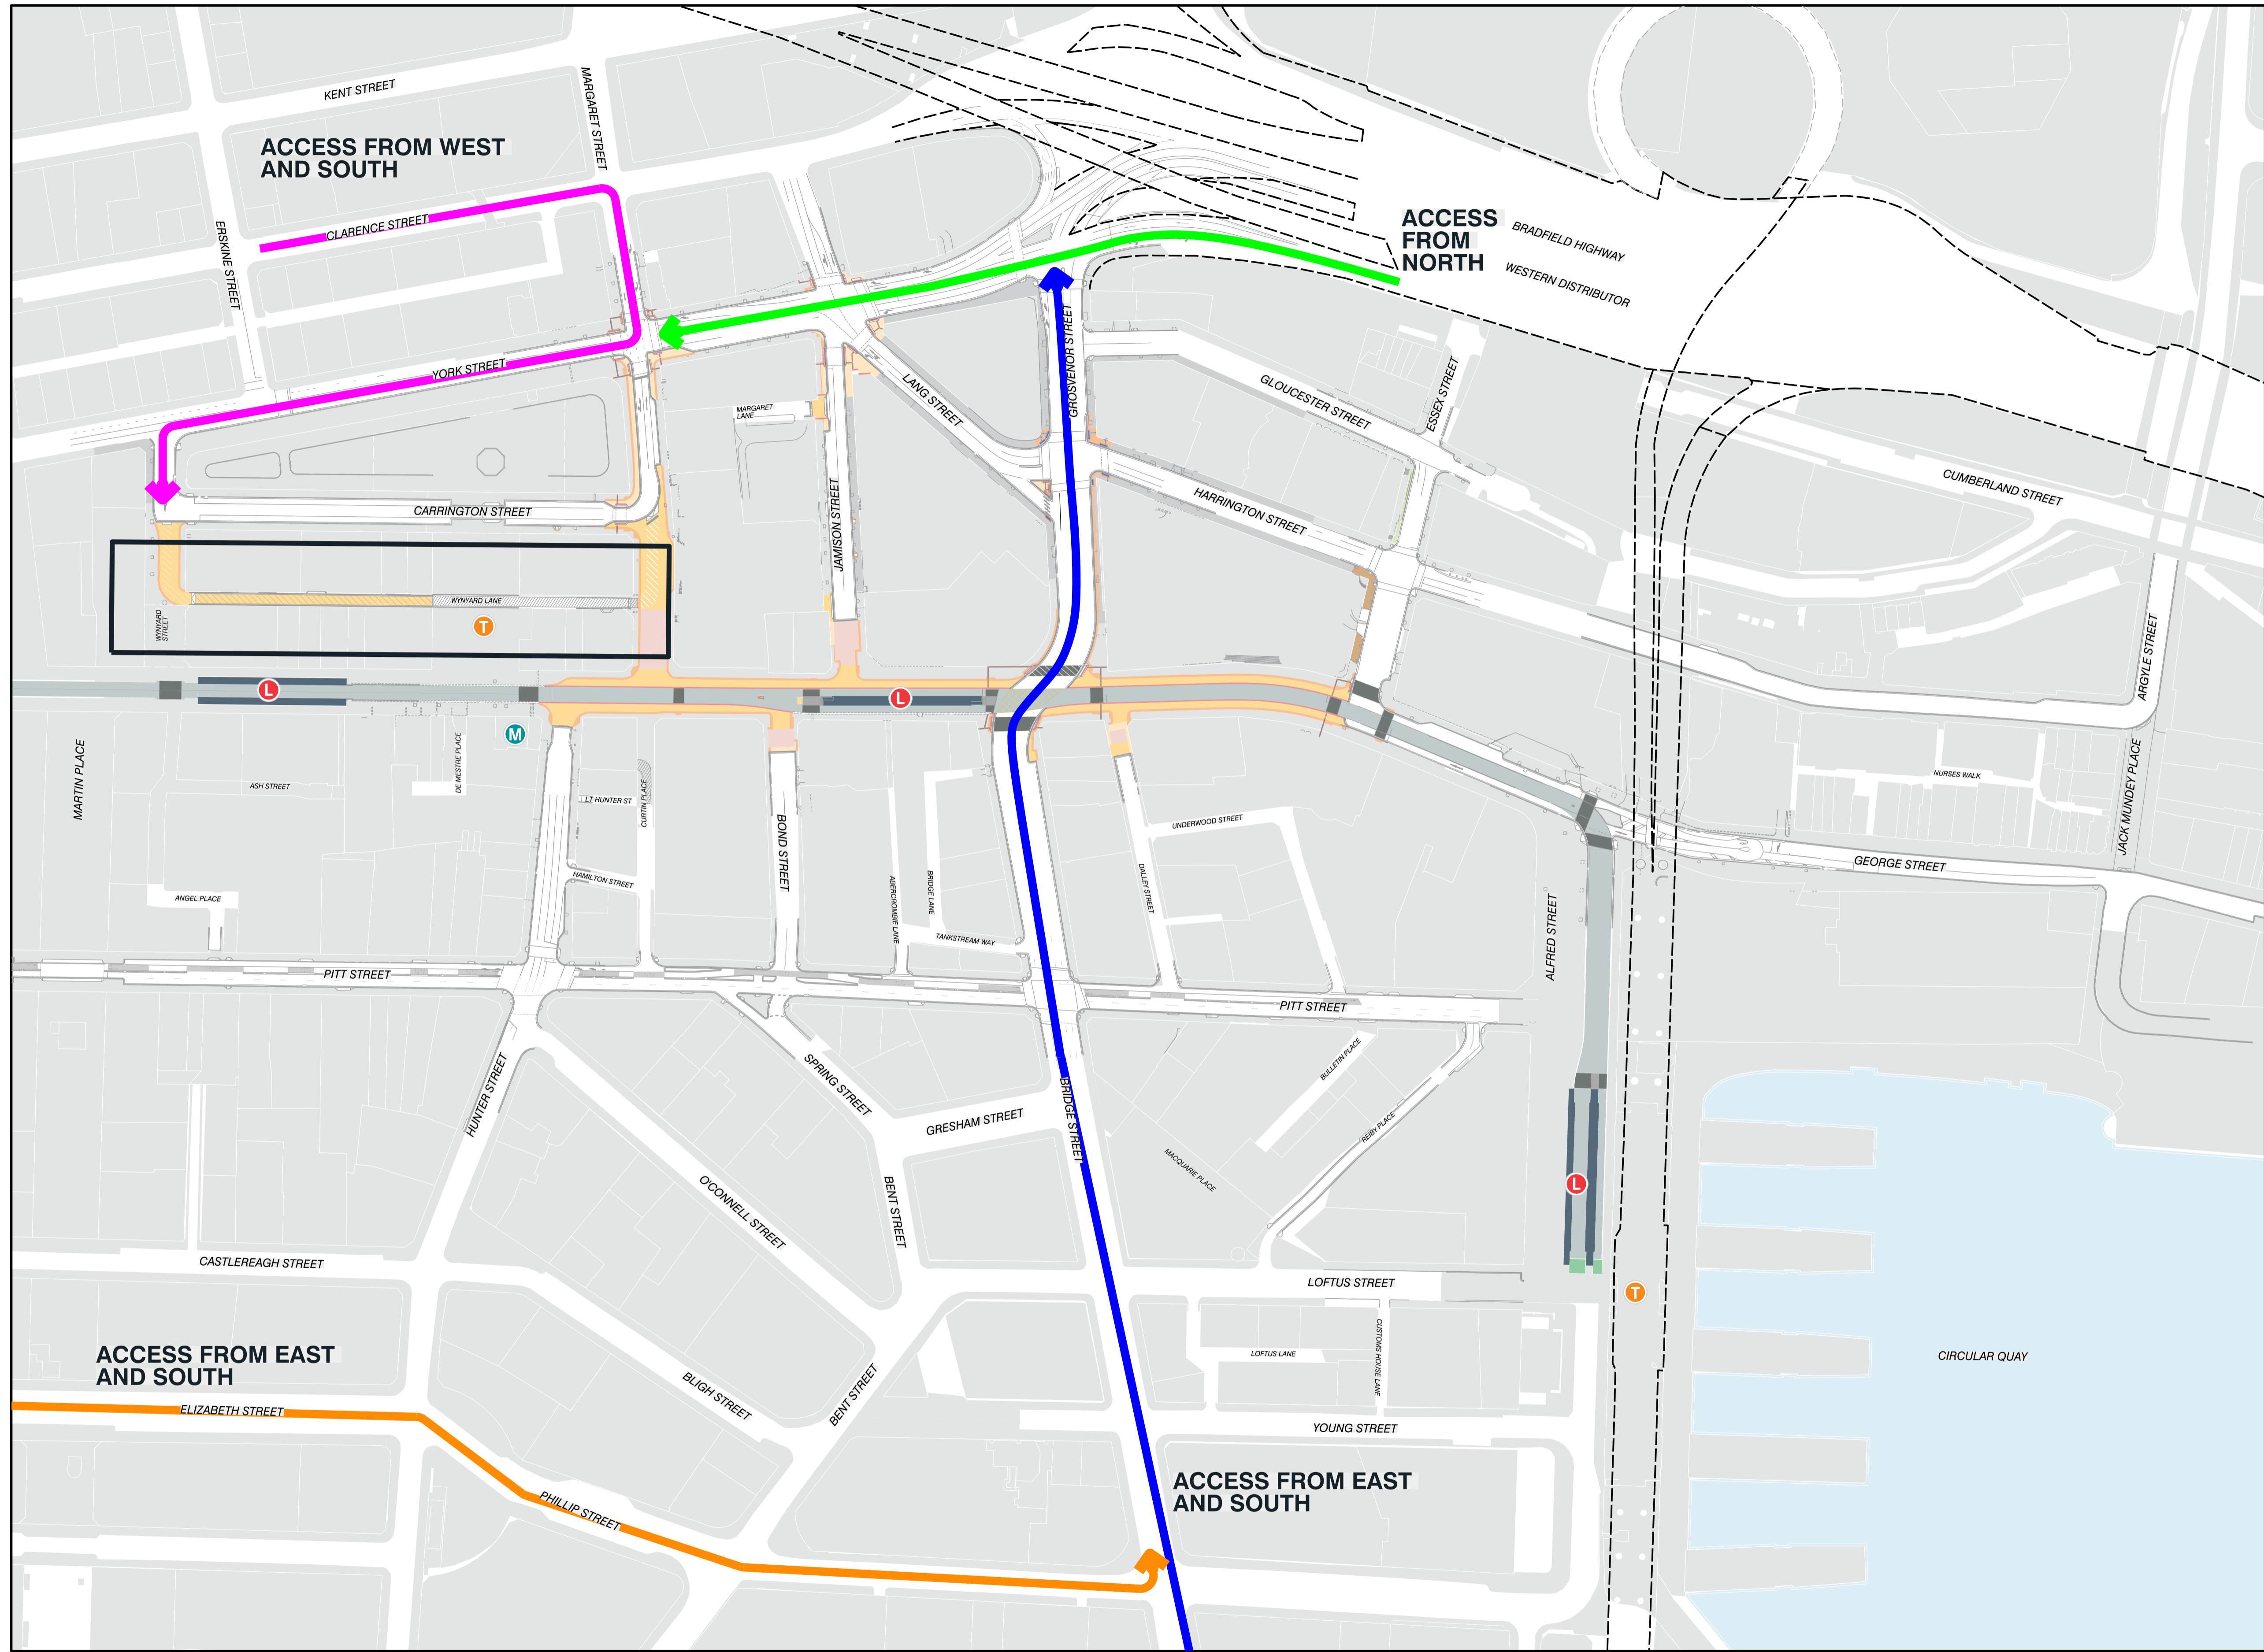 KENT STREET
MARGARET STREET
ACCESS FROM WEST
AND SOUTH
CLARENCE STREET
ERSKINE STREET
ACCESS
FROM
NORTH
BRADFIELD HIGHWAY
WESTERN DISTRIBUTOR
YORK STREET
MARGARET
LANE
LANG STREET
GROSVENOR STREET
GLOUCESTER STREET
ESSEX STREET
CUMBERLAND STREET
CARRINGTON STREET
JAMISON STREET
HARRINGTON STREET
WYNYARD LANE
WYNYARD
STREET
T
ARGYLE STREET
L
L
M
MARTIN PLACE
ASH STREET
DE MESTRE PLACE
LT HUNTER ST
CURTIN PLACE
BOND STREET
UNDERWOOD STREET
NURSES WALK
JACK MUNDEY PLACE
GEORGE STREET
HAMILTON STREET
ABERCROMBIE LANE
BRIDGE LANE
DALLEY STREET
ANGEL PLACE
TANKSTREAM WAY
ALFRED STREET
PITT STREET
PITT STREET
HUNTER STREET
SPRING STREET
GRESHAM STREET
BRIDGE STREET
BULLETIN PLACE
REIBY PLACE
MACQUARIE PLACE
O'CONNELL STREET
BENT STREET
L
CASTLEREAGH STREET
LOFTUS STREET
T
ACCESS FROM EAST
AND SOUTH
LOFTUS LANE
CUSTOMS HOUSE LANE
CIRCULAR QUAY
ELIZABETH STREET
BLIGH STREET
BENT STREET
YOUNG STREET
PHILLIP STREET
ACCESS FROM EAST
AND SOUTH